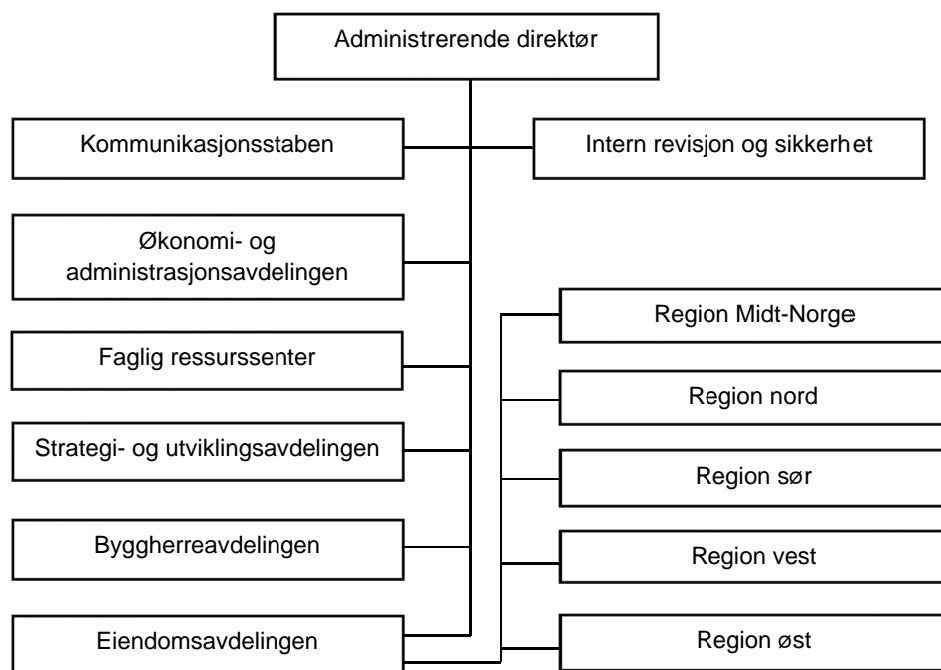 Administrerende direktør
Kommunikasjonsstaben
Intern revisjon og sikkerhet
Økonomi- og
administrasjonsavdelingen
Faglig ressurssenter
Strategi- og utviklingsavdelingen
Byggherreavdelingen
Eiendomsavdelingen
Region Midt-Norge
Region nord
Region sør
Region vest
Region øst